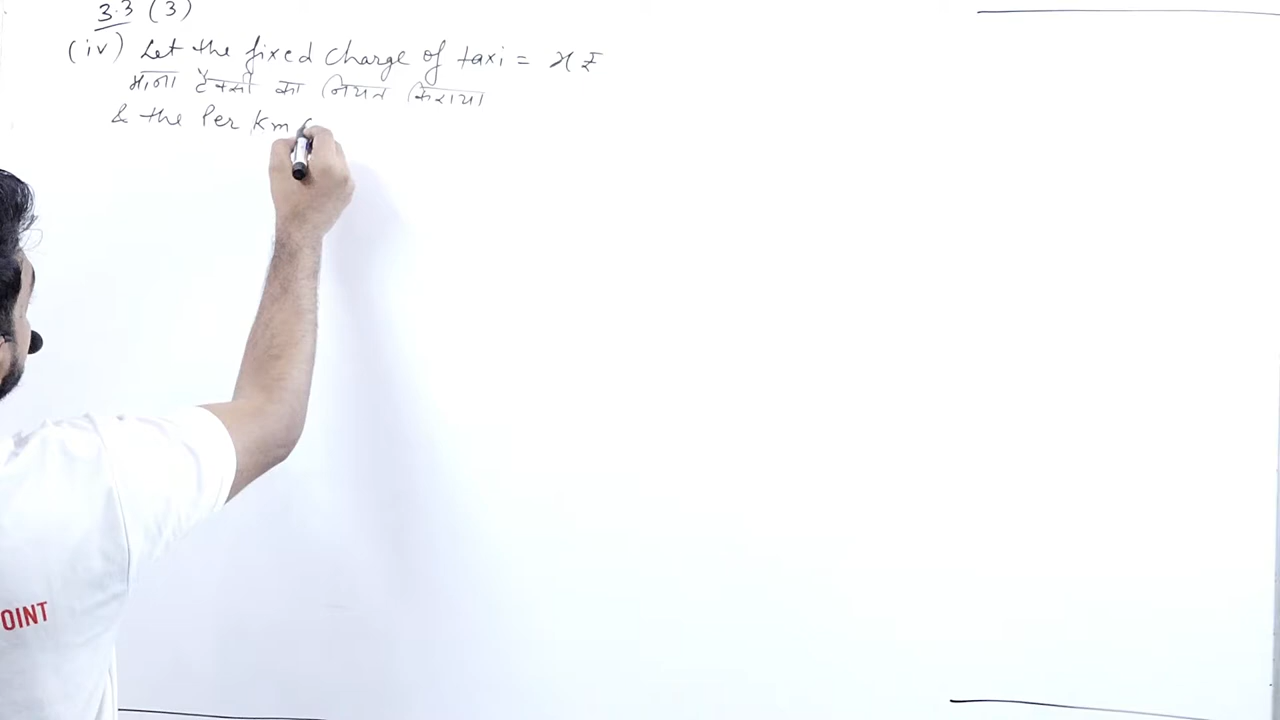 3.3 (3)
(iv) Let the fixed charge of taxi = x ₹
माना टैक्सी का नियत किराया
& the Per km
OINT